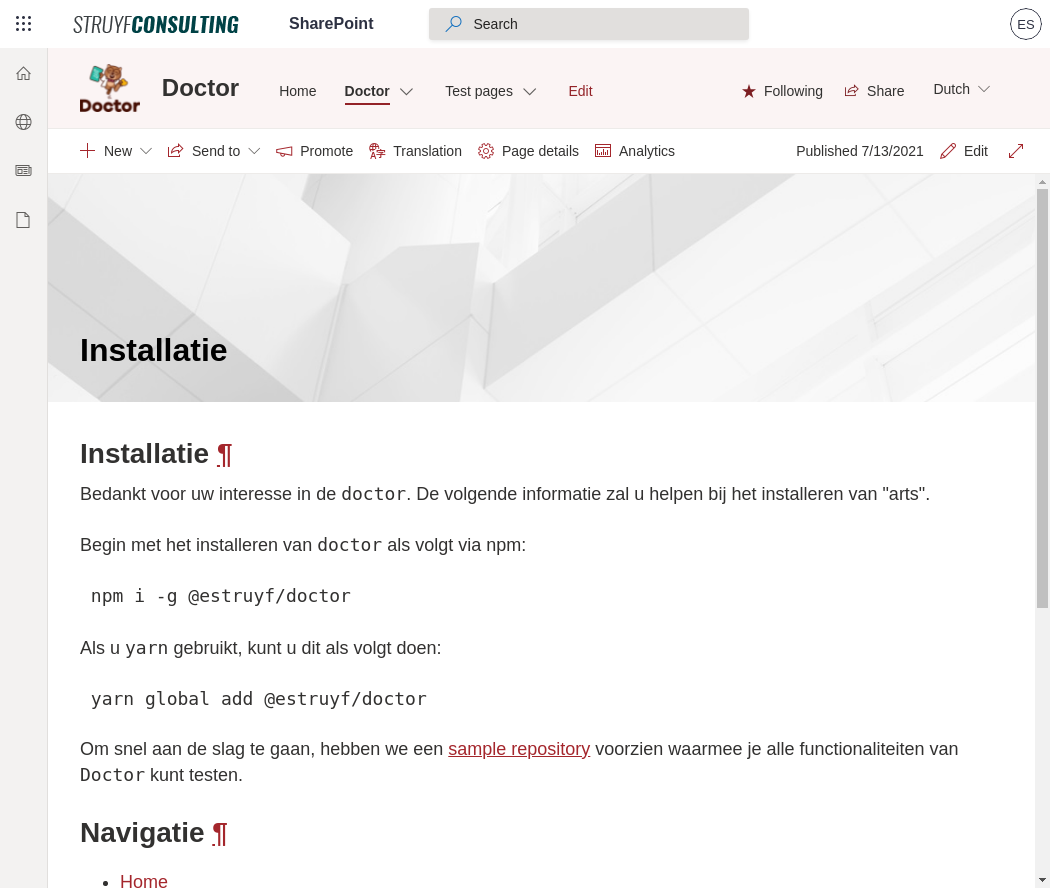 STRUYFCONSULTING SharePoint Search ES
Doctor Doctor Home Doctor Test pages Edit Following Share Dutch
New Send to Promote Translation Page details Analytics Published 7/13/2021 Edit
Installatie
Installatie ¶
Bedankt voor uw interesse in de doctor. De volgende informatie zal u helpen bij het installeren van "arts".
Begin met het installeren van doctor als volgt via npm:
npm i -g @estruyf/doctor
Als u yarn gebruikt, kunt u dit als volgt doen:
yarn global add @estruyf/doctor
Om snel aan de slag te gaan, hebben we een sample repository voorzien waarmee je alle functionaliteiten van
Doctor kunt testen.
Navigatie ¶
• Home